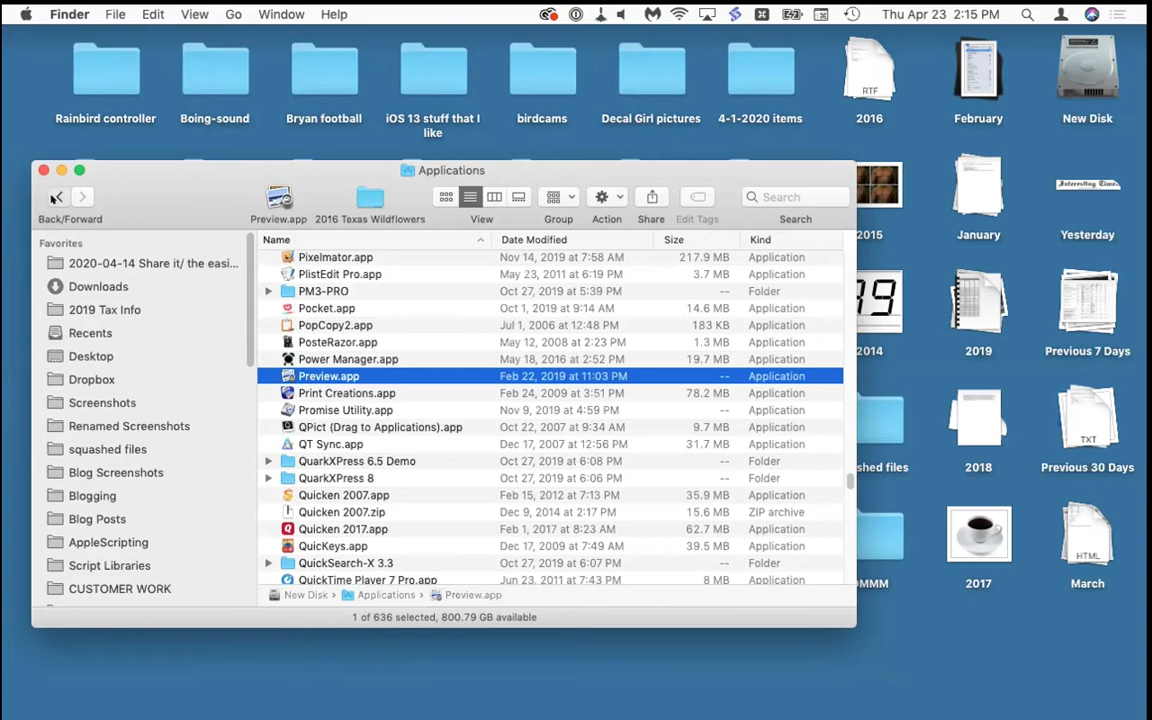 Finder File Edit View Go Window Help Thu Apr 23 2:15 PM
Rainbird controller Boing-sound Bryan football iOS 13 stuff that I like birdcams Decal Girl pictures 4-1-2020 items RTF 2016 February New Disk
Applications
Preview.app 2016 Texas Wildflowers Search
Back/Forward View Group Action Share Edit Tags Search
Favorites
2020-04-14 Share it/ the easi...
Downloads
2019 Tax Info
Recents
Desktop
Dropbox
Screenshots
Renamed Screenshots
squashed files
Blog Screenshots
Blogging
Blog Posts
AppleScripting
Script Libraries
CUSTOMER WORK
Name Date Modified Size Kind
Pixelmator.app Nov 14, 2019 at 7:58 AM 217.9 MB Application
PlistEdit Pro.app May 23, 2011 at 6:19 PM 3.7 MB Application
PM3-PRO Oct 27, 2019 at 5:39 PM -- Folder
Pocket.app Oct 1, 2019 at 9:14 AM 14.6 MB Application
PopCopy2.app Jul 1, 2006 at 12:48 PM 183 KB Application
PosteRazor.app May 12, 2008 at 2:23 PM 1.3 MB Application
Power Manager.app May 18, 2016 at 2:52 PM 19.7 MB Application
Preview.app Feb 22, 2019 at 11:03 PM -- Application
Print Creations.app Feb 24, 2009 at 3:51 PM 78.2 MB Application
Promise Utility.app Nov 9, 2019 at 4:59 PM -- Application
QPict (Drag to Applications).app Oct 22, 2007 at 9:34 AM 9.7 MB Application
QT Sync.app Dec 17, 2007 at 12:56 PM 31.7 MB Application
QuarkXPress 6.5 Demo Oct 27, 2019 at 6:08 PM -- Folder
QuarkXPress 8 Oct 27, 2019 at 6:06 PM -- Folder
Quicken 2007.app Feb 15, 2012 at 7:13 PM 35.9 MB Application
Quicken 2007.zip Dec 9, 2014 at 2:17 PM 15.6 MB ZIP archive
Quicken 2017.app Feb 1, 2017 at 8:23 AM 62.7 MB Application
QuicKeys.app Dec 17, 2009 at 7:49 AM 39.5 MB Application
QuickSearch-X 3.3 Oct 27, 2019 at 6:07 PM -- Folder
QuickTime Player 7 Pro.app Jun 23, 2011 at 7:43 PM 8 MB Application
New Disk › Applications › Preview.app
1 of 636 selected, 800.79 GB available
Interesting Times
2015 January Yesterday
2014 2019 Previous 7 Days
TXT
shed files 2018 Previous 30 Days
HTML
OMMM 2017 March